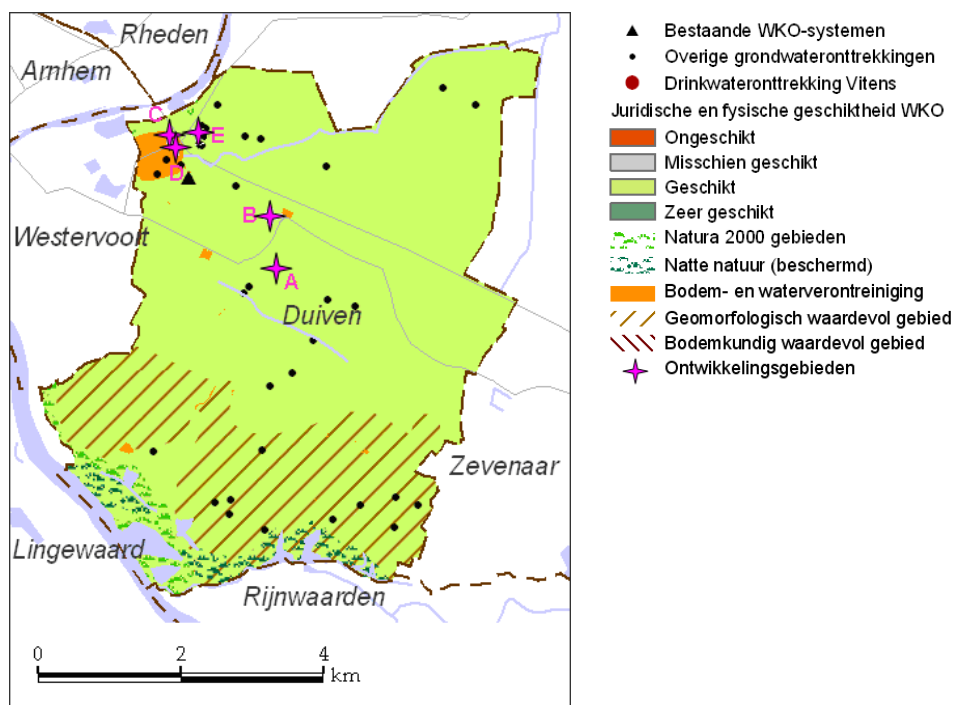 Rheden
Arnhem
C
E
D
B
Westervoort
A
Duiven
Zevenaar
Lingewaard
Rijnwaarden
0 2 4
km
Bestaande WKO-systemen
Overige grondwateronttrekkingen
Drinkwateronttrekking Vitens
Juridische en fysische geschiktheid WKO
Ongeschikt
Misschien geschikt
Geschikt
Zeer geschikt
Natura 2000 gebieden
Natte natuur (beschermd)
Bodem- en waterverontreiniging
Geomorfologisch waardevol gebied
Bodemkundig waardevol gebied
Ontwikkelingsgebieden